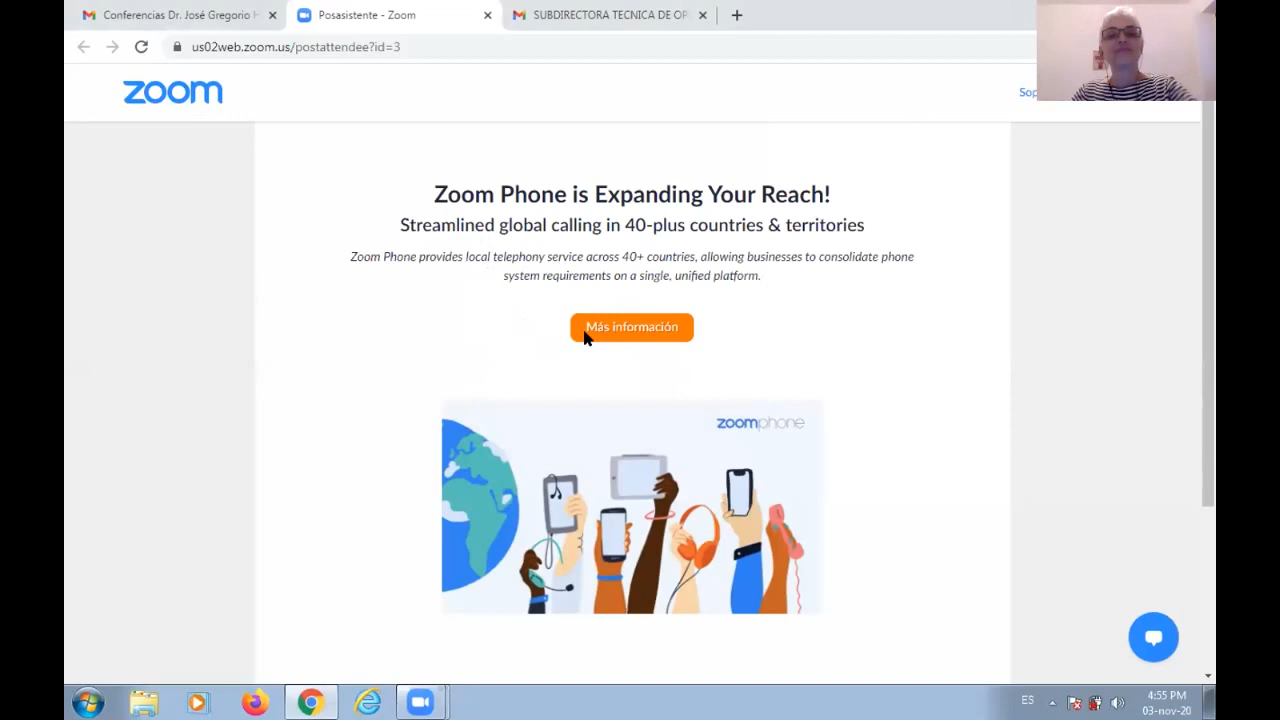 Conferencias Dr. José Gregorio H
Posasistente - Zoom
SUBDIRECTORA TECNICA DE OP
us02web.zoom.us/postattendee?id=3
zoom
Sop
Zoom Phone is Expanding Your Reach!
Streamlined global calling in 40-plus countries & territories
Zoom Phone provides local telephony service across 40+ countries, allowing businesses to consolidate phone
system requirements on a single, unified platform.
Más información
zoomphone
ES
4:55 PM
03-nov-20